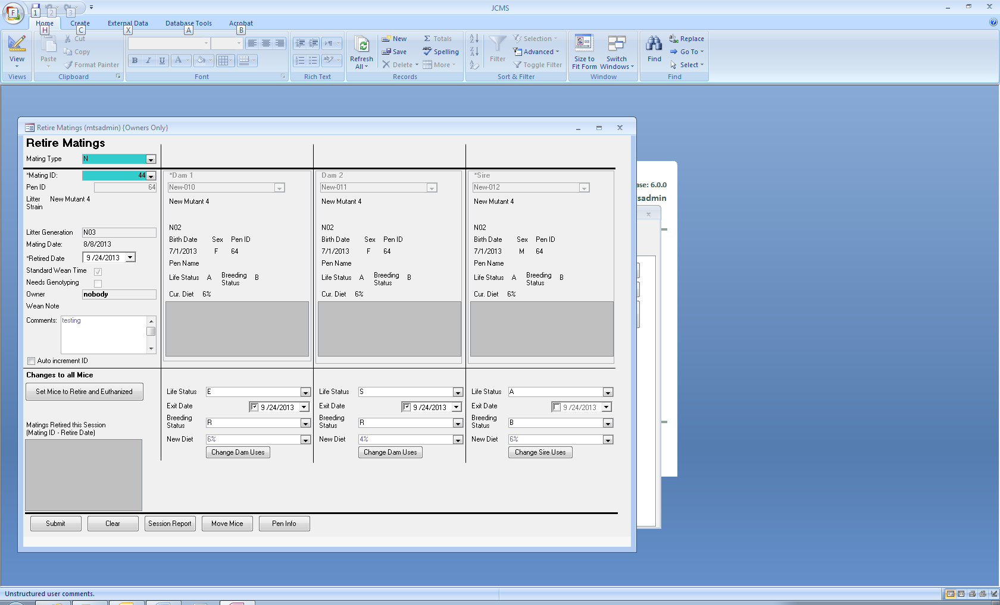 JCMS
F 1 2 3
Home Create External Data Database Tools Acrobat
H C X A B
View
Views
Paste
Cut
Copy
Format Painter
Clipboard
B I U A
Font
Rich Text
Refresh
All
New
Save
Delete
Totals
Spelling
More
Records
Filter
Selection
Advanced
Toggle Filter
Sort & Filter
Size to
Fit Form
Switch
Windows
Window
Find
Replace
Go To
Select
Find
Retire Matings (mtsadmin) {Owners Only}
Retire Matings
Mating Type N
*Mating ID: 44
Pen ID 64
Litter
Strain New Mutant 4
Litter Generation N03
Mating Date: 8/8/2013
*Retired Date 9 /24/2013
Standard Wean Time
Needs Genotyping
Owner nobody
Wean Note
Comments: testing
Auto increment ID
*Dam 1
New-010
New Mutant 4
N02
Birth Date Sex Pen ID
7/1/2013 F 64
Pen Name
Life Status A Breeding
Status B
Cur. Diet 6%
Dam 2
New-011
New Mutant 4
N02
Birth Date Sex Pen ID
7/1/2013 F 64
Pen Name
Life Status A Breeding
Status B
Cur. Diet 6%
*Sire
New-012
New Mutant 4
N02
Birth Date Sex Pen ID
7/1/2013 M 64
Pen Name
Life Status A Breeding
Status B
Cur. Diet 6%
ase: 6.0.0
sadmin
Changes to all Mice
Set Mice to Retire and Euthanized
Matings Retired this Session
(Mating ID - Retire Date)
Life Status E
Exit Date 9 /24/2013
Breeding
Status R
New Diet 6%
Change Dam Uses
Life Status S
Exit Date 9 /24/2013
Breeding
Status R
New Diet 4%
Change Dam Uses
Life Status A
Exit Date 9 /24/2013
Breeding
Status B
New Diet 6%
Change Sire Uses
Submit Clear Session Report Move Mice Pen Info
Unstructured user comments.